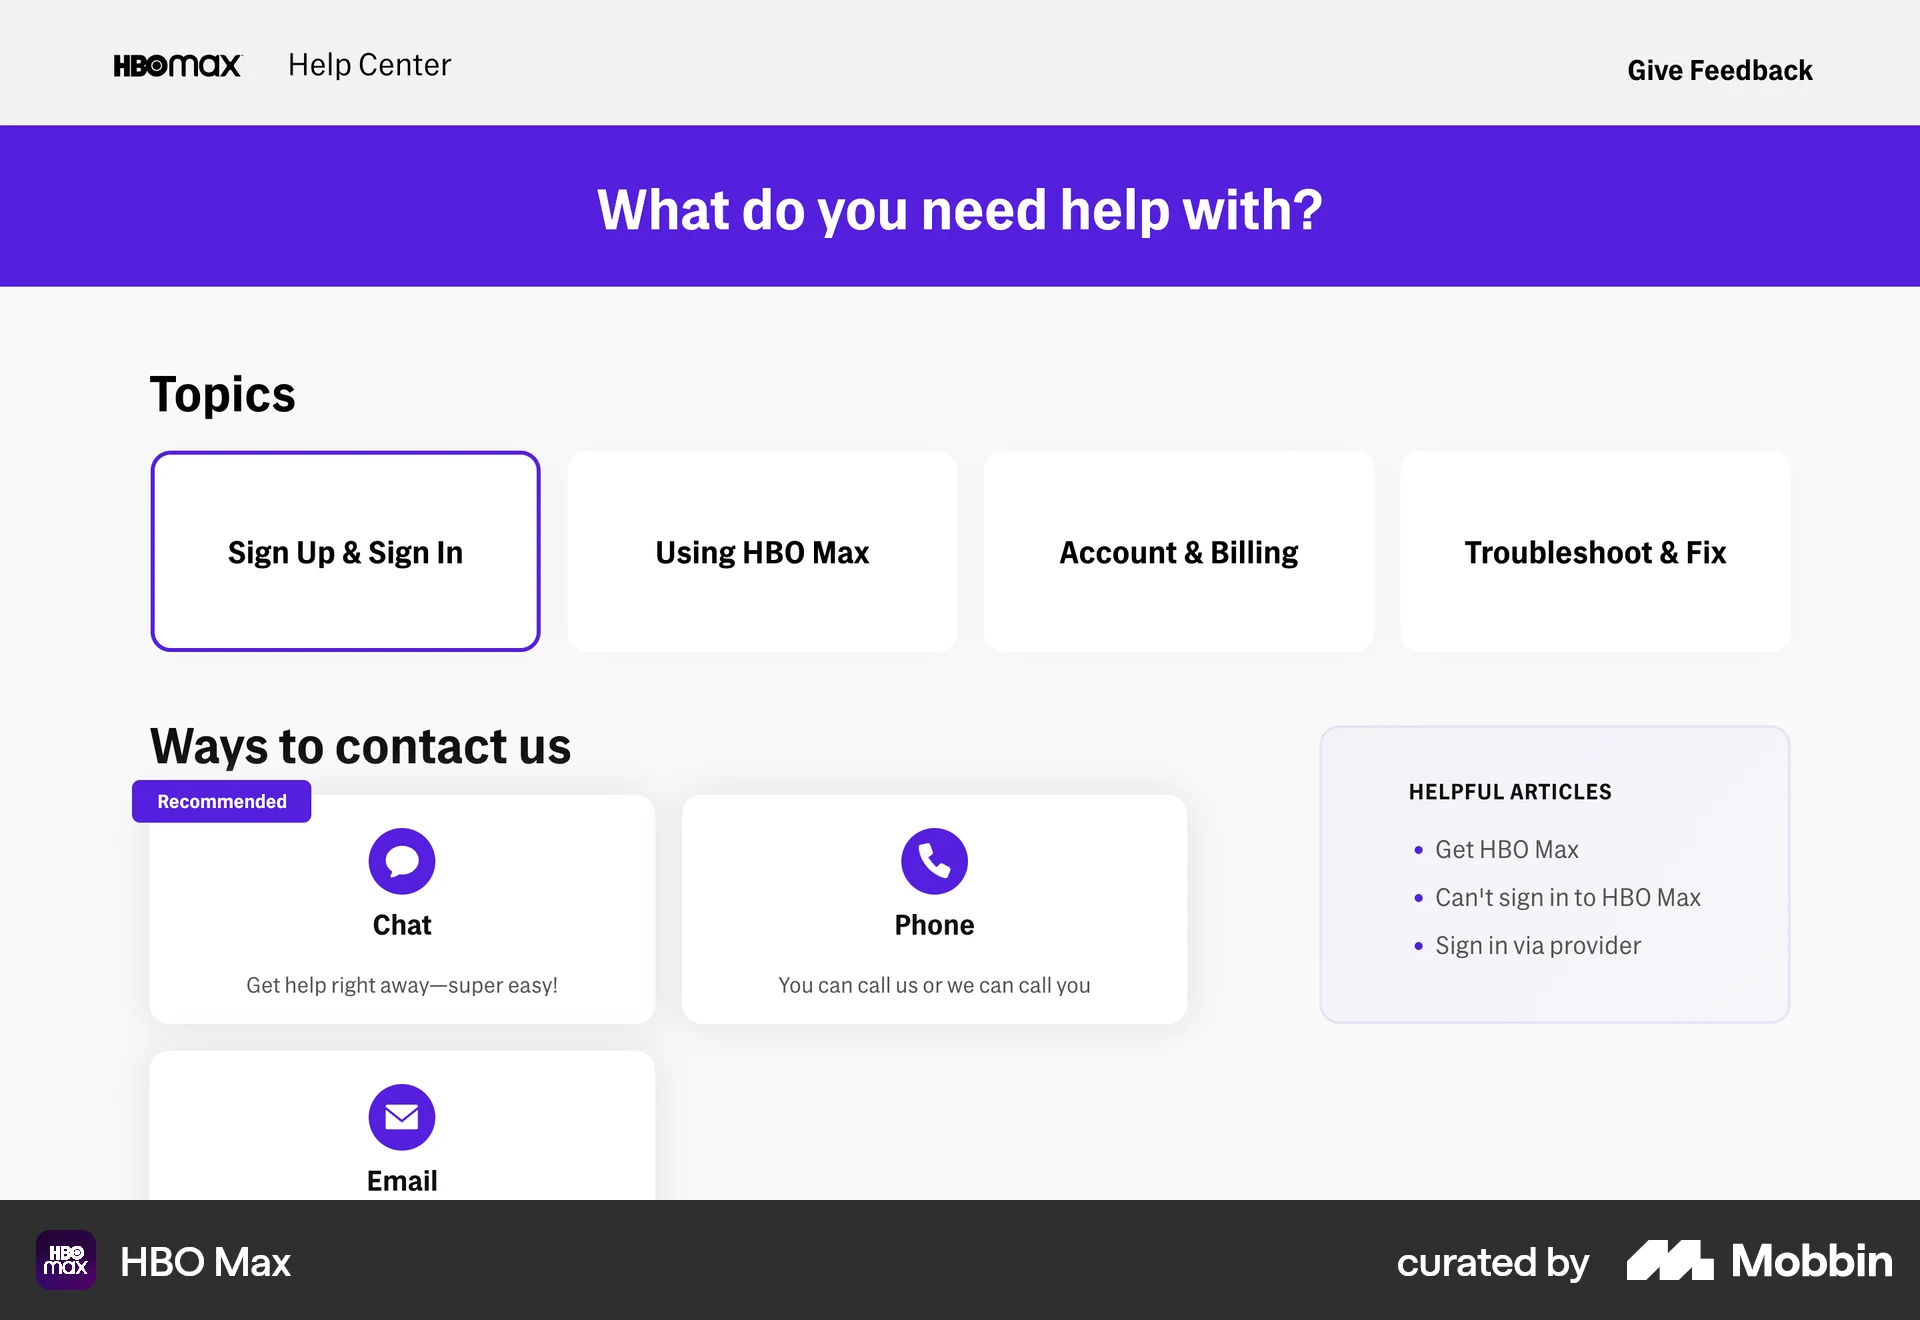 HBOmax
Help Center
Give Feedback
What do you need help with?
Topics
Sign Up & Sign In
Using HBO Max
Account & Billing
Troubleshoot & Fix
Ways to contact us
Recommended
Chat
Get help right away—super easy!
Phone
You can call us or we can call you
HELPFUL ARTICLES
• Get HBO Max
• Can't sign in to HBO Max
• Sign in via provider
Email
HBO
max
HBO Max
curated by
Mobbin